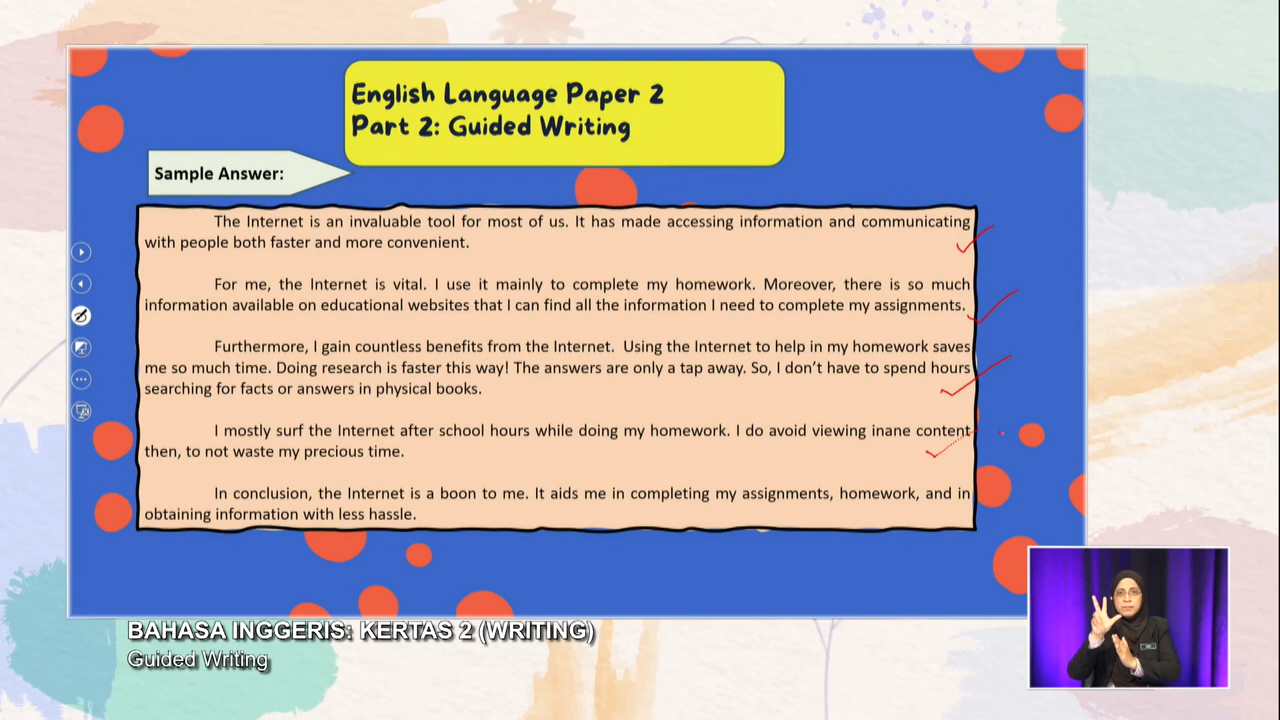 English Language Paper 2
Part 2: Guided Writing
Sample Answer:
The Internet is an invaluable tool for most of us. It has made accessing information and communicating
with people both faster and more convenient.
For me, the Internet is vital. I use it mainly to complete my homework. Moreover, there is so much
information available on educational websites that I can find all the information I need to complete my assignments.
Furthermore, I gain countless benefits from the Internet.  Using the Internet to help in my homework saves
me so much time. Doing research is faster this way! The answers are only a tap away. So, I don't have to spend hours
searching for facts or answers in physical books.
I mostly surf the Internet after school hours while doing my homework. I do avoid viewing inane content
then, to not waste my precious time.
In conclusion, the Internet is a boon to me. It aids me in completing my assignments, homework, and in
obtaining information with less hassle.
BAHASA INGGERIS: KERTAS 2 (WRITING)
Guided Writing